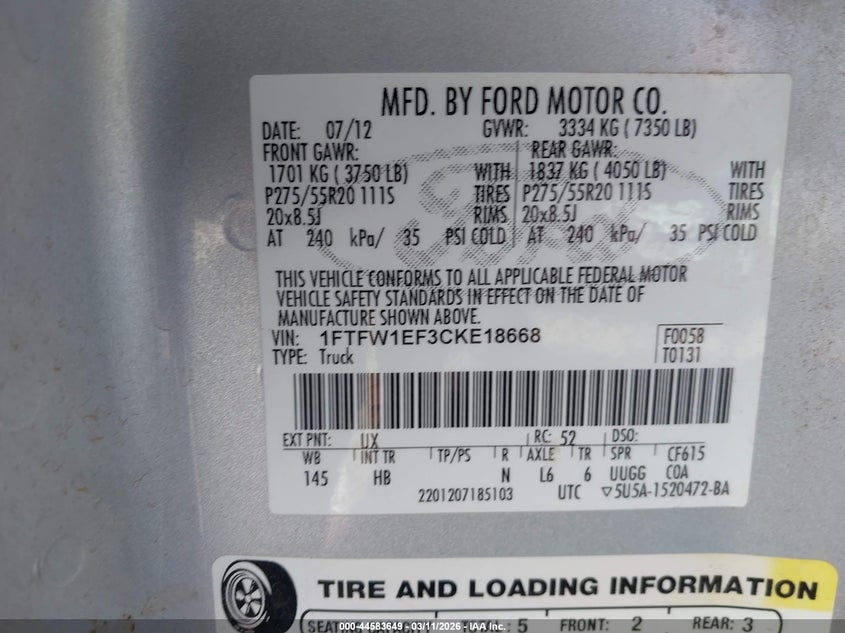 MFD. BY FORD MOTOR CO.
DATE: 07/12 GVWR: 3334 KG ( 7350 LB)
FRONT GAWR: REAR GAWR:
1701 KG ( 3750 LB) WITH 1837 KG ( 4050 LB) WITH
P275/55R20 111S TIRES P275/55R20 111S TIRES
20x8.5J RIMS 20x8.5J RIMS
AT 240 kPa/ 35 PSI COLD AT 240 kPa/ 35 PSI COLD
Ford
THIS VEHICLE CONFORMS TO ALL APPLICABLE FEDERAL MOTOR
VEHICLE SAFETY STANDARDS IN EFFECT ON THE DATE OF
MANUFACTURE SHOWN ABOVE.
VIN: 1FTFW1EF3CKE18668 F0058
TYPE: Truck T0131
EXT PNT: UX RC: 52 DSO:
WB INT TR TP/PS R AXLE TR SPR CF615
145 HB N L6 6 UUGG COA
2201207185103 UTC ▽5U5A-1520472-BA
TIRE AND LOADING INFORMATION
SEATING CAPACITY TOTAL: 5 FRONT: 2 REAR: 3
000-44583649 - 03/11/2026 - IAA Inc.